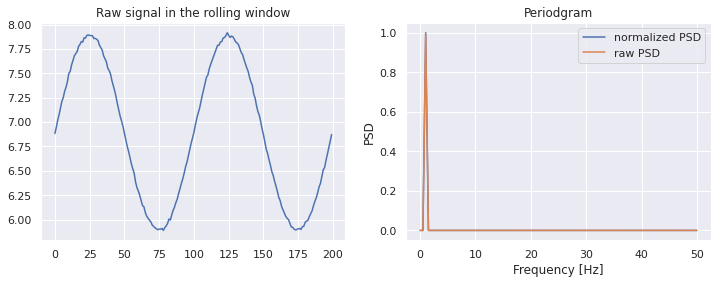 Raw signal in the rolling window
8.00
7.75
7.50
7.25
7.00
6.75
6.50
6.25
6.00
0 25 50 75 100 125 150 175 200
Periodgram
normalized PSD
raw PSD
PSD
1.0
0.8
0.6
0.4
0.2
0.0
0 10 20 30 40 50
Frequency [Hz]